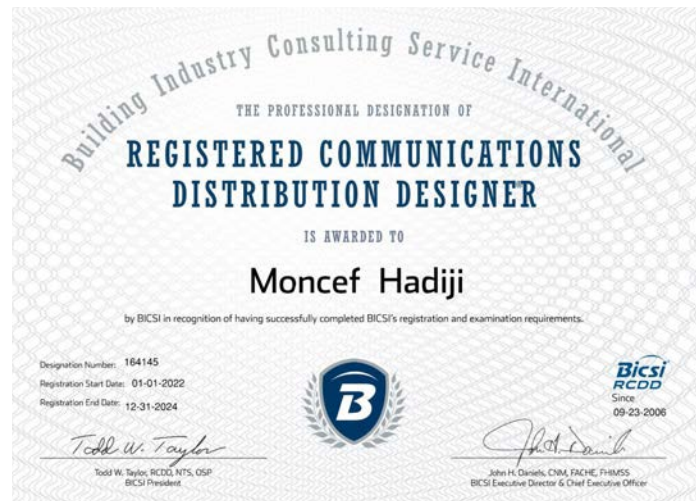 Building Industry Consulting Service International
THE PROFESSIONAL DESIGNATION OF
REGISTERED COMMUNICATIONS
DISTRIBUTION DESIGNER
IS AWARDED TO
Moncef Hadiji
by BICSI in recognition of having successfully completed BICSI's registration and examination requirements.
Designation Number: 164145
Registration Start Date: 01-01-2022
Registration End Date: 12-31-2024
B
Bicsi
RCDD
Since
09-23-2006
Todd W. Taylor
Todd W. Taylor, RCDD, NTS, OSP
BICSI President
John H. Daniels
John H. Daniels, CNM, FACHE, FHIMSS
BICSI Executive Director & Chief Executive Officer